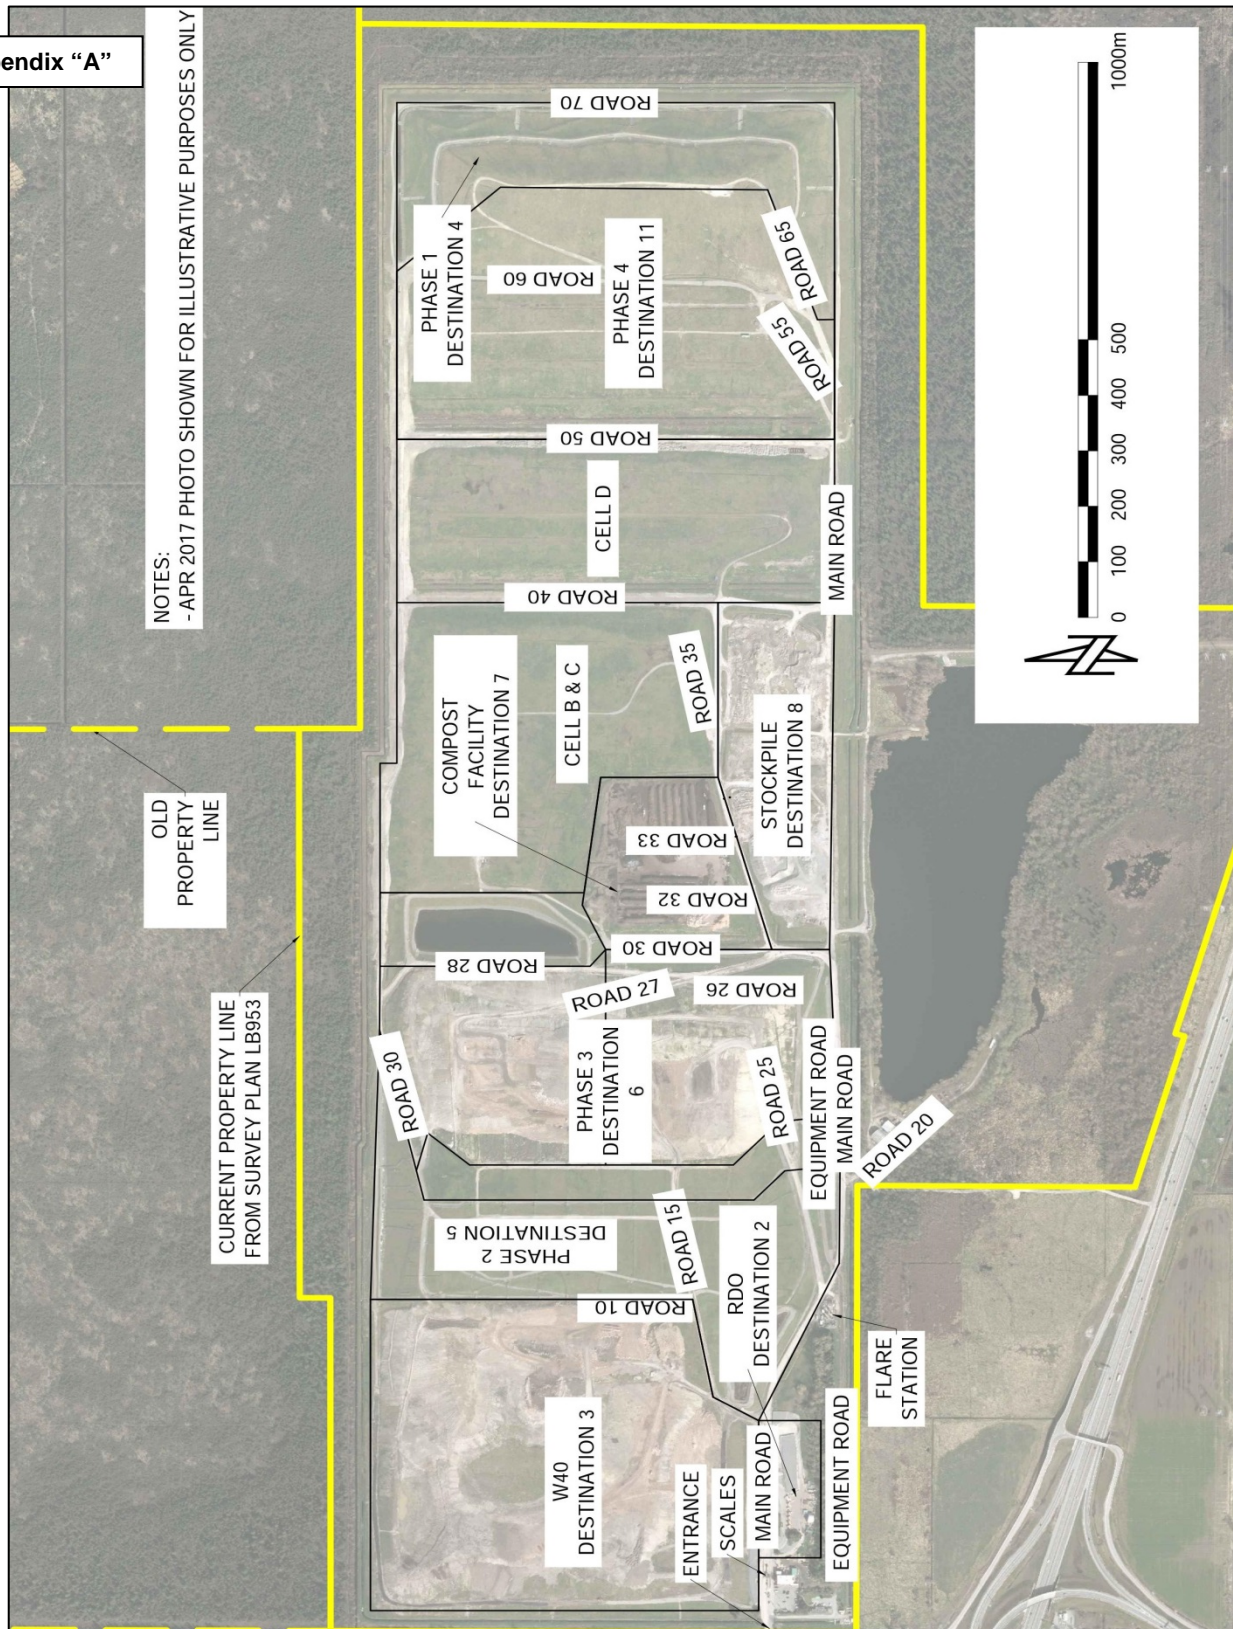 endix “A”
NOTES:
- APR 2017 PHOTO SHOWN FOR ILLUSTRATIVE PURPOSES ONLY
OLD
PROPERTY
LINE
CURRENT PROPERTY LINE
FROM SURVEY PLAN LB953
ROAD 70
PHASE 1
DESTINATION 4
ROAD 60
PHASE 4
DESTINATION 11
ROAD 65
ROAD 55
ROAD 50
CELL D
MAIN ROAD
ROAD 40
COMPOST
FACILITY
DESTINATION 7
CELL B & C
ROAD 35
STOCKPILE
DESTINATION 8
ROAD 33
ROAD 32
ROAD 30
ROAD 28
ROAD 27
ROAD 26
ROAD 30
PHASE 3
DESTINATION
6
ROAD 25
EQUIPMENT ROAD
MAIN ROAD
ROAD 20
PHASE 2
DESTINATION 5
ROAD 15
RDO
DESTINATION 2
ROAD 10
FLARE
STATION
W40
DESTINATION 3
ENTRANCE
SCALES
MAIN ROAD
EQUIPMENT ROAD
0
100
200
300
400
500
1000m